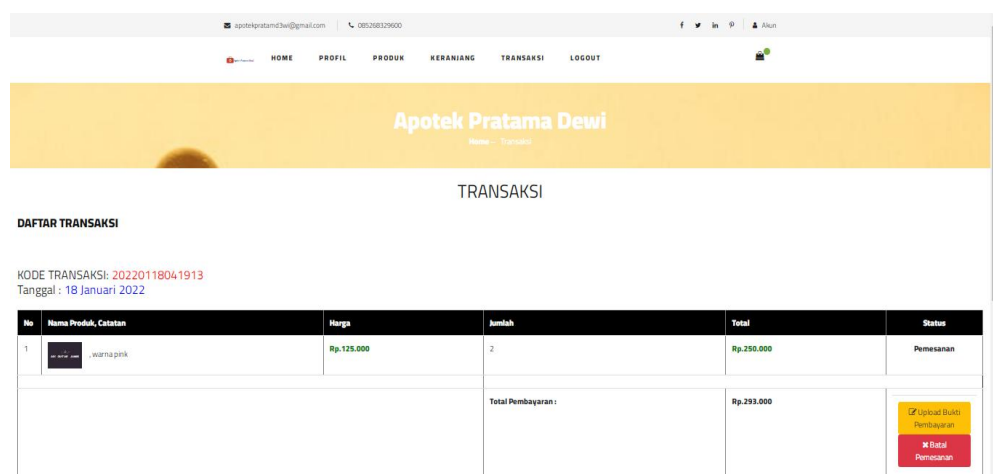 apotekpratamd3wi@gmail.com 085268329600 Akun
HOME PROFIL PRODUK KERANJANG TRANSAKSI LOGOUT
Apotek Pratama Dewi
Home – Transaksi
TRANSAKSI
DAFTAR TRANSAKSI
KODE TRANSAKSI: 20220118041913
Tanggal : 18 Januari 2022
No Nama Produk, Catatan Harga Jumlah Total Status
1 , warna pink Rp.125.000 2 Rp.250.000 Pemesanan
Total Pembayaran : Rp.293.000
Upload Bukti
Pembayaran
Batal
Pemesanan